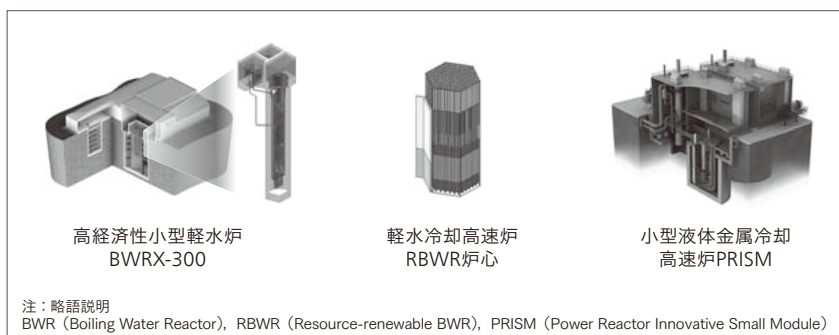 高経済性小型軽水炉
BWRX-300
軽水冷却高速炉
RBWR炉心
小型液体金属冷却
高速炉PRISM
注：略語説明
BWR（Boiling Water Reactor），RBWR（Resource-renewable BWR），PRISM（Power Reactor Innovative Small Module）